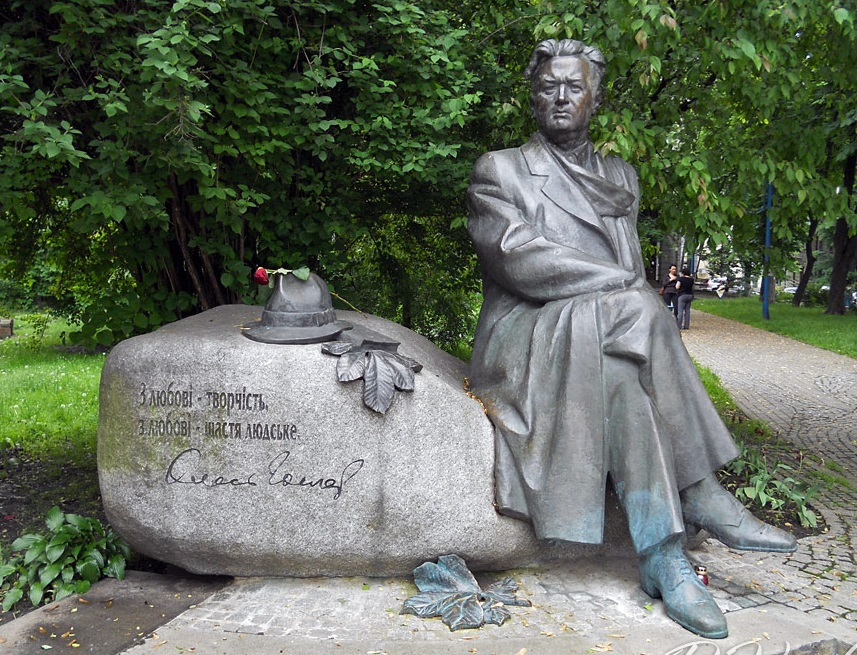 З любові - творчість,
з любові - щастя людське.
Олесь Гончар